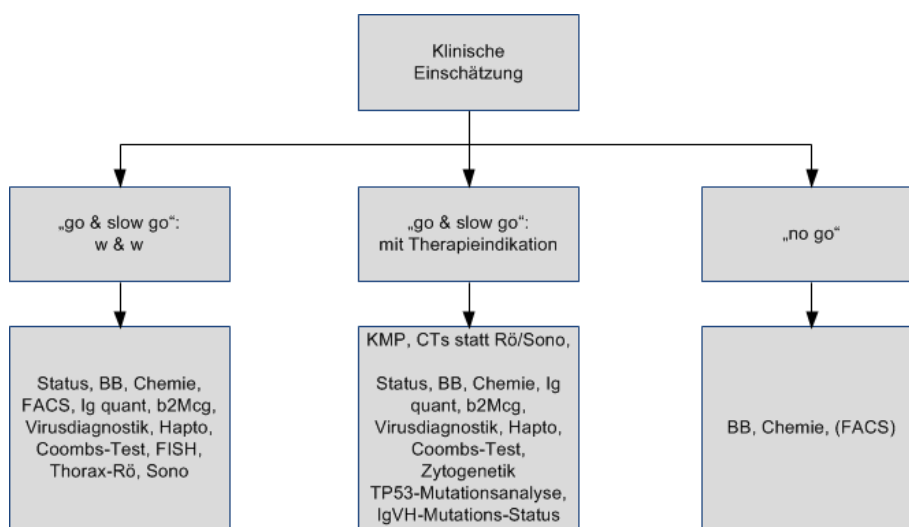 Klinische
Einschätzung
„go & slow go“:
w & w
„go & slow go“:
mit Therapieindikation
„no go“
Status, BB, Chemie,
FACS, Ig quant, b2Mcg,
Virusdiagnostik, Hapto,
Coombs-Test, FISH,
Thorax-Rö, Sono
KMP, CTs statt Rö/Sono,
Status, BB, Chemie, Ig
quant, b2Mcg,
Virusdiagnostik, Hapto,
Coombs-Test,
Zytogenetik
TP53-Mutationsanalyse,
IgVH-Mutations-Status
BB, Chemie, (FACS)